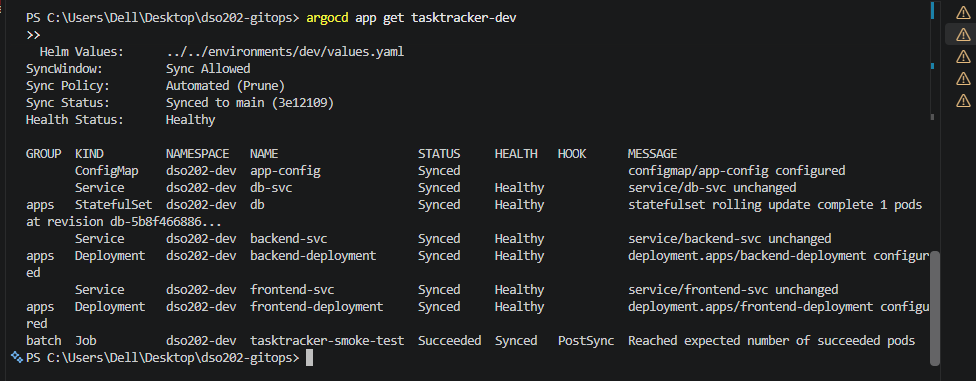 PS C:\Users\Dell\Desktop\dso202-gitops> argocd app get tasktracker-dev
>>
Helm Values: ../../environments/dev/values.yaml
SyncWindow: Sync Allowed
Sync Policy: Automated (Prune)
Sync Status: Synced to main (3e12109)
Health Status: Healthy
GROUP KIND NAMESPACE NAME STATUS HEALTH HOOK MESSAGE
ConfigMap dso202-dev app-config Synced configmap/app-config configured
Service dso202-dev db-svc Synced Healthy service/db-svc unchanged
apps StatefulSet dso202-dev db Synced Healthy statefulset rolling update complete 1 pods
at revision db-5b8f466886...
Service dso202-dev backend-svc Synced Healthy service/backend-svc unchanged
apps Deployment dso202-dev backend-deployment Synced Healthy deployment.apps/backend-deployment configur
ed
Service dso202-dev frontend-svc Synced Healthy service/frontend-svc unchanged
apps Deployment dso202-dev frontend-deployment Synced Healthy deployment.apps/frontend-deployment configu
red
batch Job dso202-dev tasktracker-smoke-test Succeeded Synced PostSync Reached expected number of succeeded pods
PS C:\Users\Dell\Desktop\dso202-gitops>